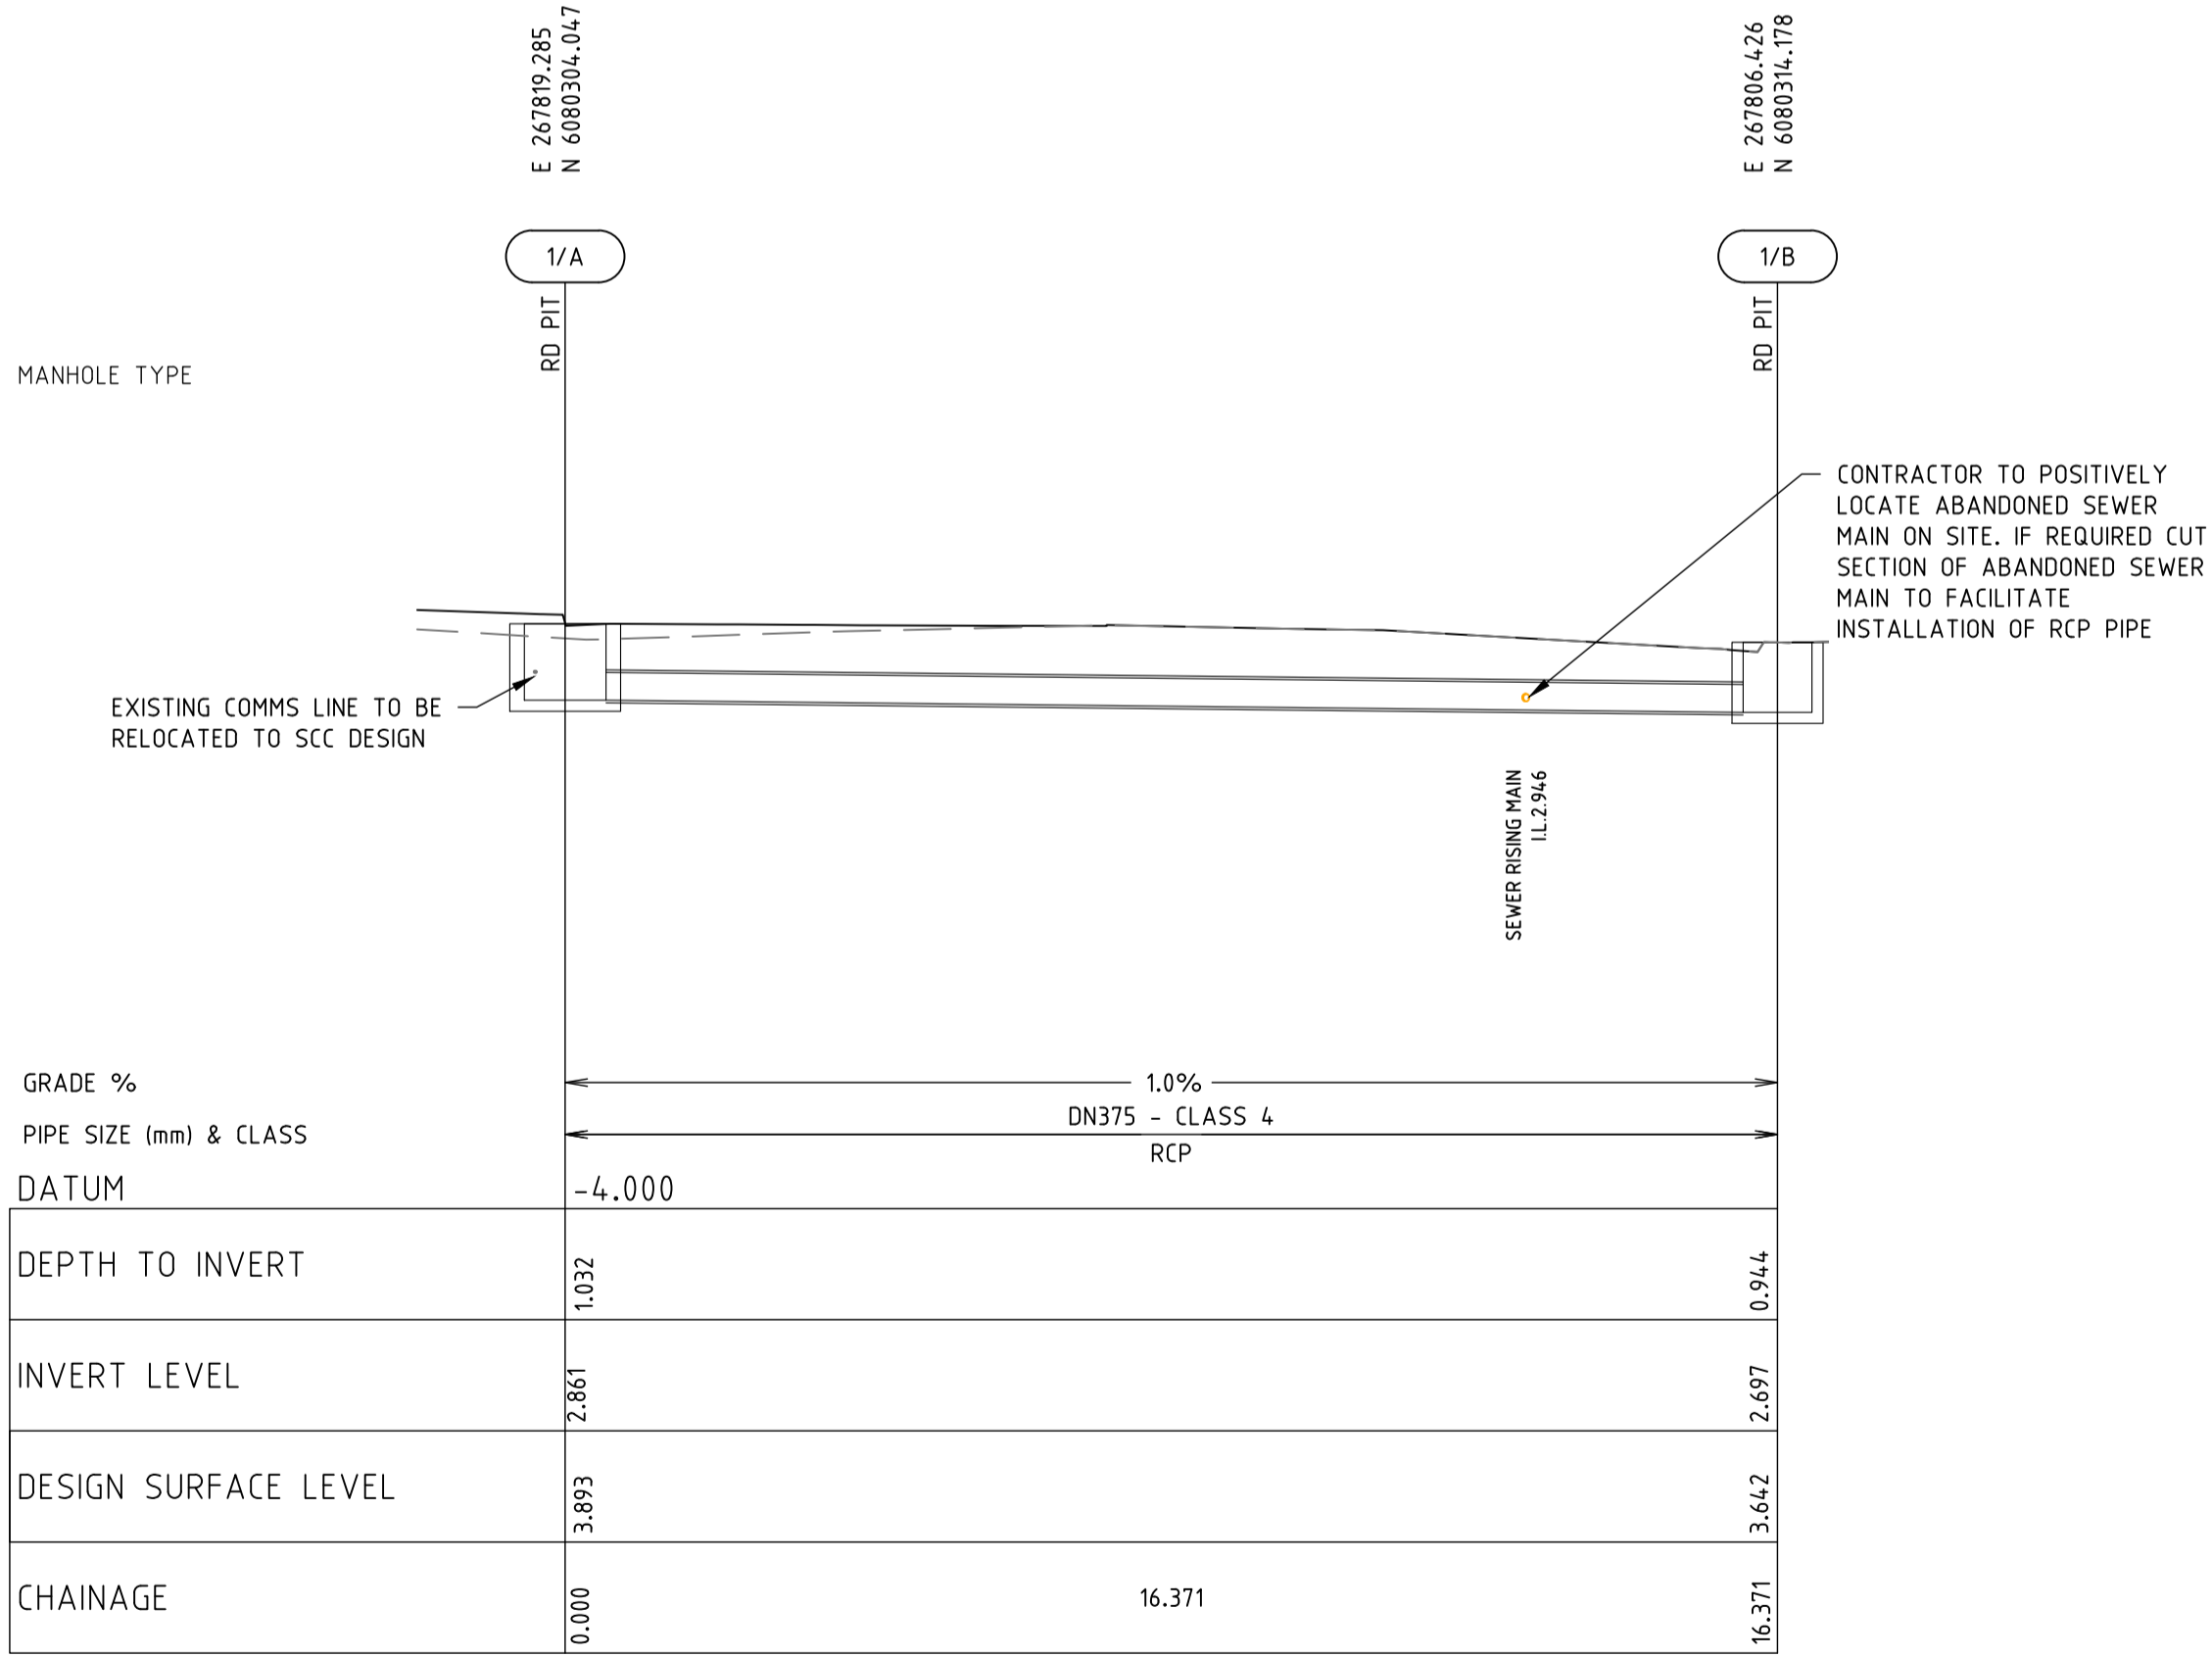 E 267819.285
N 6080304.047
E 267806.426
N 6080314.178
1/A
1/B
RD PIT
RD PIT
MANHOLE TYPE
CONTRACTOR TO POSITIVELY
LOCATE ABANDONED SEWER
MAIN ON SITE. IF REQUIRED CUT
SECTION OF ABANDONED SEWER
MAIN TO FACILITATE
INSTALLATION OF RCP PIPE
EXISTING COMMS LINE TO BE
RELOCATED TO SCC DESIGN
SEWER RISING MAIN
I.L.2.946
GRADE %
1.0%
DN375 - CLASS 4
PIPE SIZE (mm) & CLASS
RCP
DATUM
-4.000
DEPTH TO INVERT
1.032
0.944
INVERT LEVEL
2.861
2.697
DESIGN SURFACE LEVEL
3.893
3.642
CHAINAGE
0.000
16.371
16.371